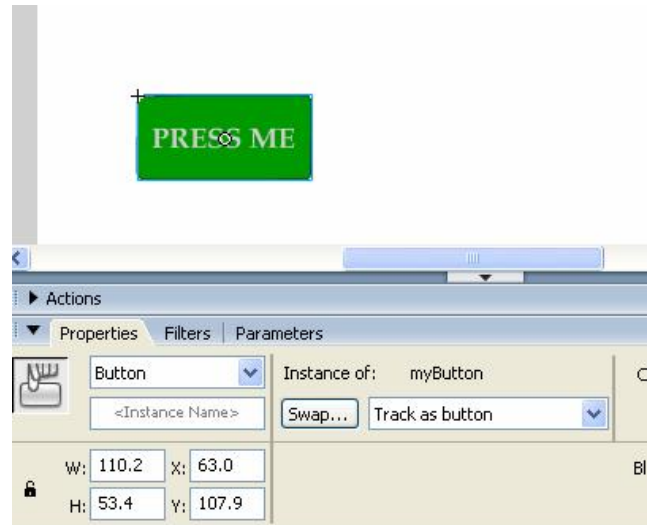 PRESS ME
Actions
Properties Filters Parameters
Button Instance of: myButton
<Instance Name> Swap... Track as button
W: 110.2 X: 63.0 Bl
H: 53.4 Y: 107.9